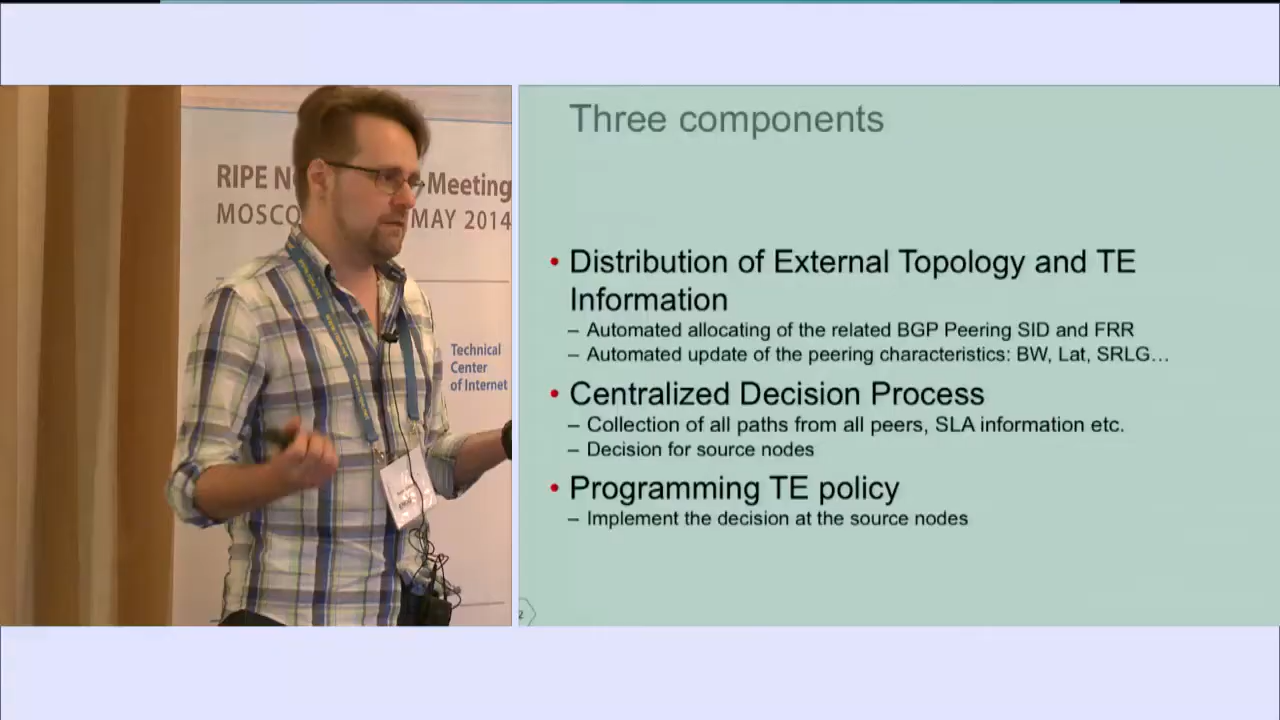 RIPE N Meeting
MOSCO MAY 2014
Technical
Center
of Internet
Three components
• Distribution of External Topology and TE
Information
– Automated allocating of the related BGP Peering SID and FRR
– Automated update of the peering characteristics: BW, Lat, SRLG...
• Centralized Decision Process
– Collection of all paths from all peers, SLA information etc.
– Decision for source nodes
• Programming TE policy
– Implement the decision at the source nodes
2